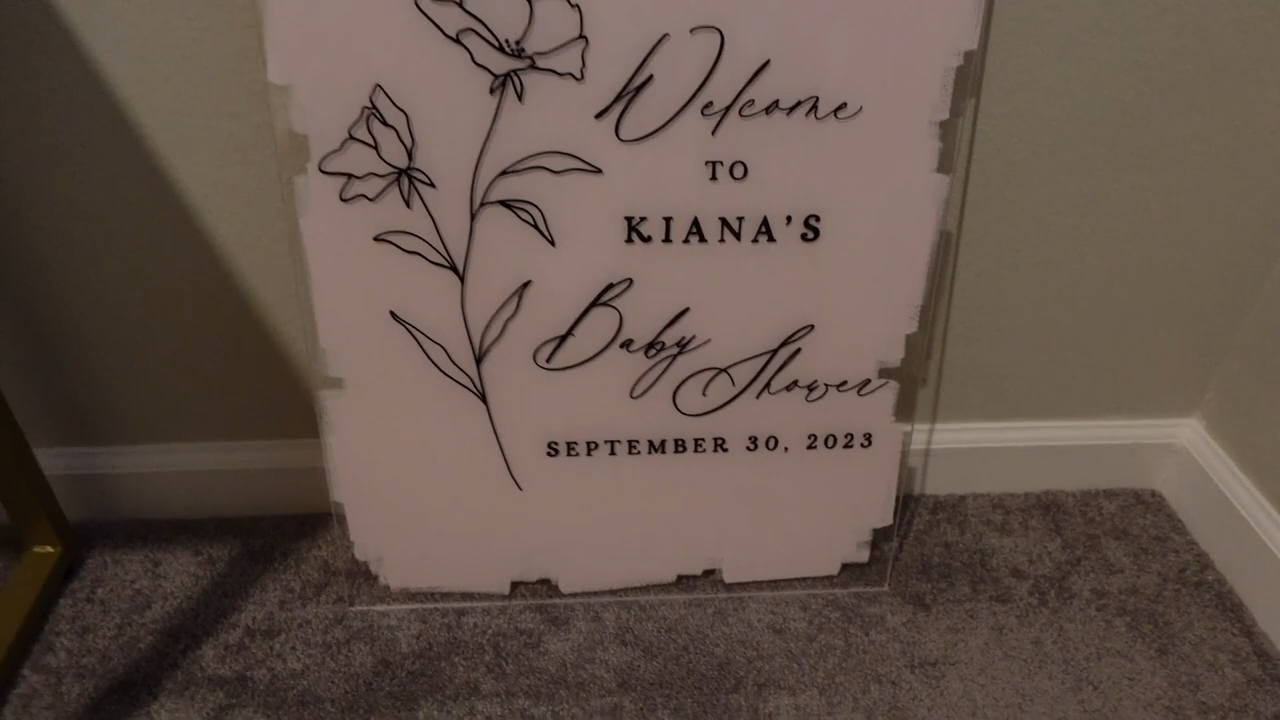 Welcome
TO
KIANA'S
Baby
Shower
SEPTEMBER 30, 2023